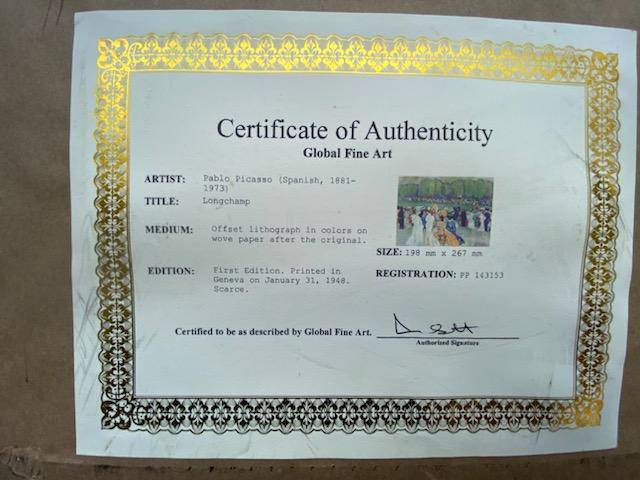 Certificate of Authenticity
Global Fine Art
ARTIST: Pablo Picasso (Spanish, 1881-
1973)
TITLE: Longchamp
MEDIUM: Offset lithograph in colors on
wove paper after the original.
SIZE: 198 mm x 267 mm
EDITION: First Edition. Printed in
Geneva on January 31, 1948.
Scarce.
REGISTRATION: PP 143153
Certified to be as described by Global Fine Art.
Authorized Signature